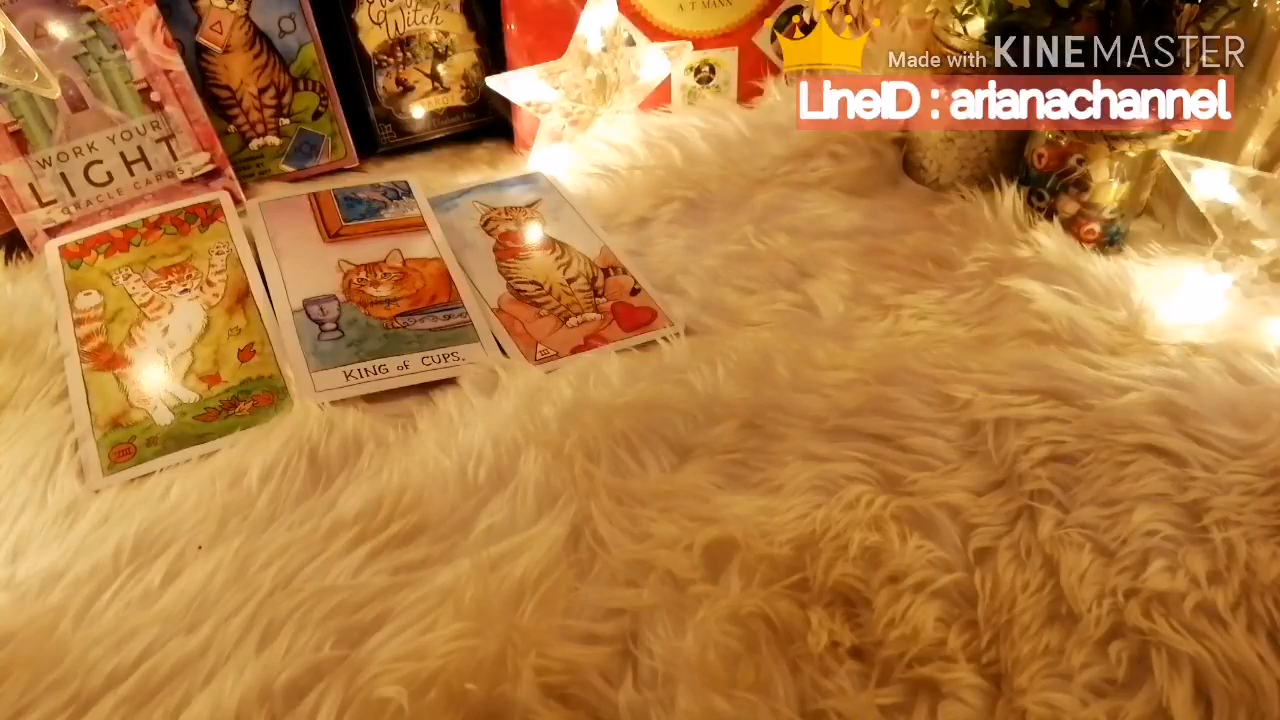 Made with KINEMASTER
LineID : arianachannel
A T MANN
Witch
WORK YOUR
LIGHT
ORACLE CARDS
KING of CUPS.